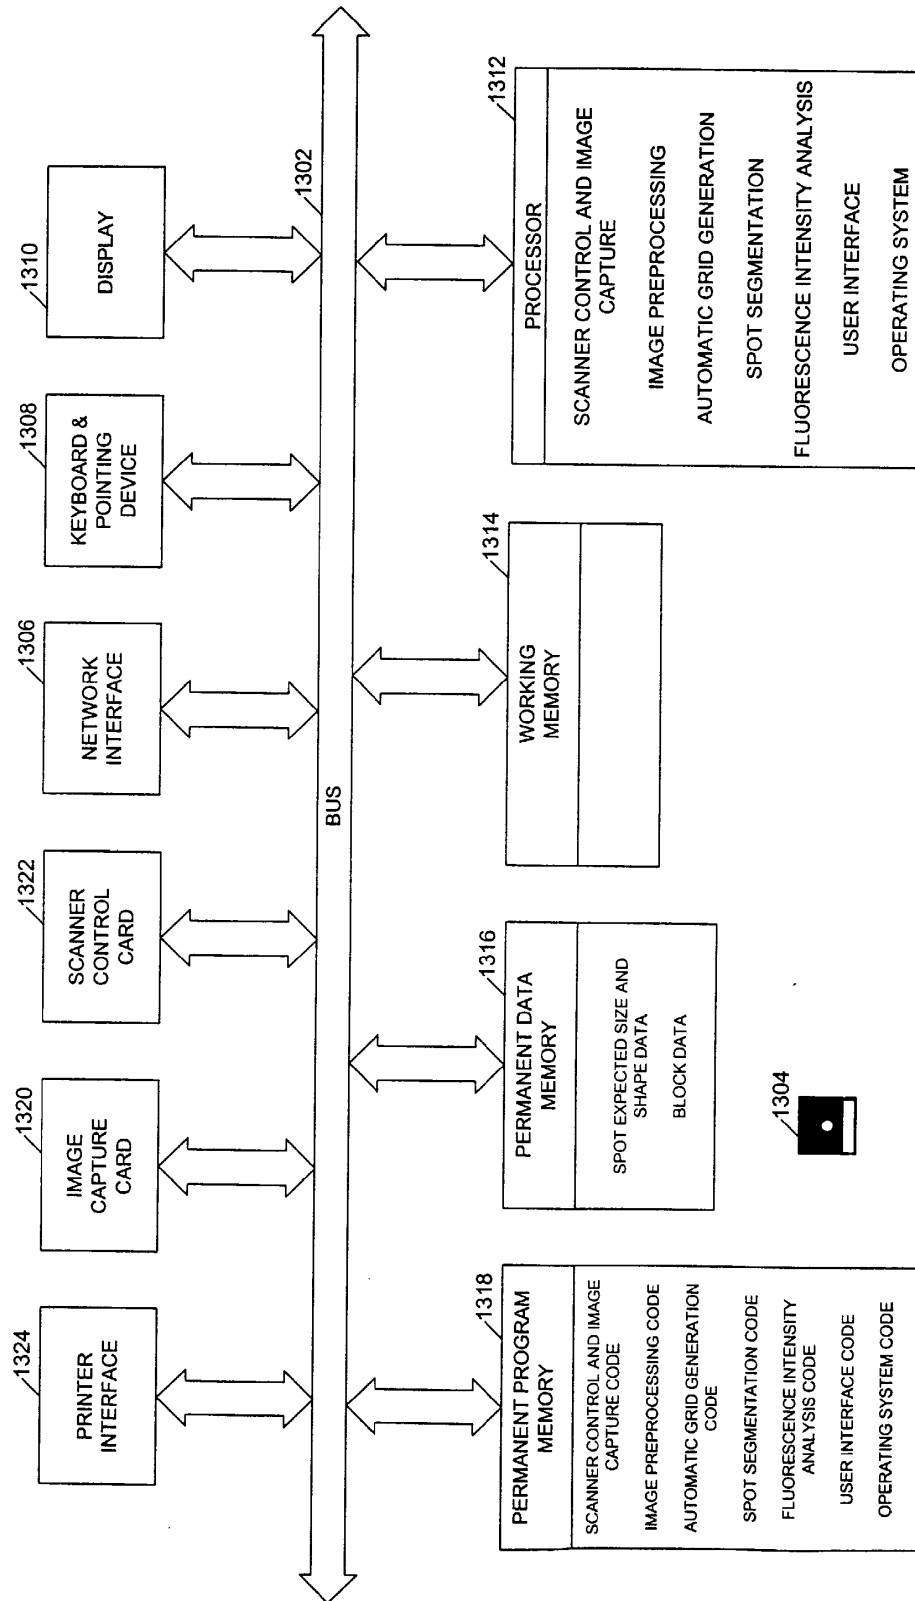 1324
PRINTER
INTERFACE
1320
IMAGE
CAPTURE
CARD
1322
SCANNER
CONTROL
CARD
1306
NETWORK
INTERFACE
1308
KEYBOARD &
POINTING
DEVICE
1310
DISPLAY
BUS
1302
1318
PERMANENT PROGRAM
MEMORY
SCANNER CONTROL AND IMAGE
CAPTURE CODE
IMAGE PREPROCESSING CODE
AUTOMATIC GRID GENERATION
CODE
SPOT SEGMENTATION CODE
FLUORESCENCE INTENSITY
ANALYSIS CODE
USER INTERFACE CODE
OPERATING SYSTEM CODE
1316
PERMANENT DATA
MEMORY
SPOT EXPECTED SIZE AND
SHAPE DATA
BLOCK DATA
1304
1314
WORKING
MEMORY
1312
PROCESSOR
SCANNER CONTROL AND IMAGE
CAPTURE
IMAGE PREPROCESSING
AUTOMATIC GRID GENERATION
SPOT SEGMENTATION
FLUORESCENCE INTENSITY ANALYSIS
USER INTERFACE
OPERATING SYSTEM